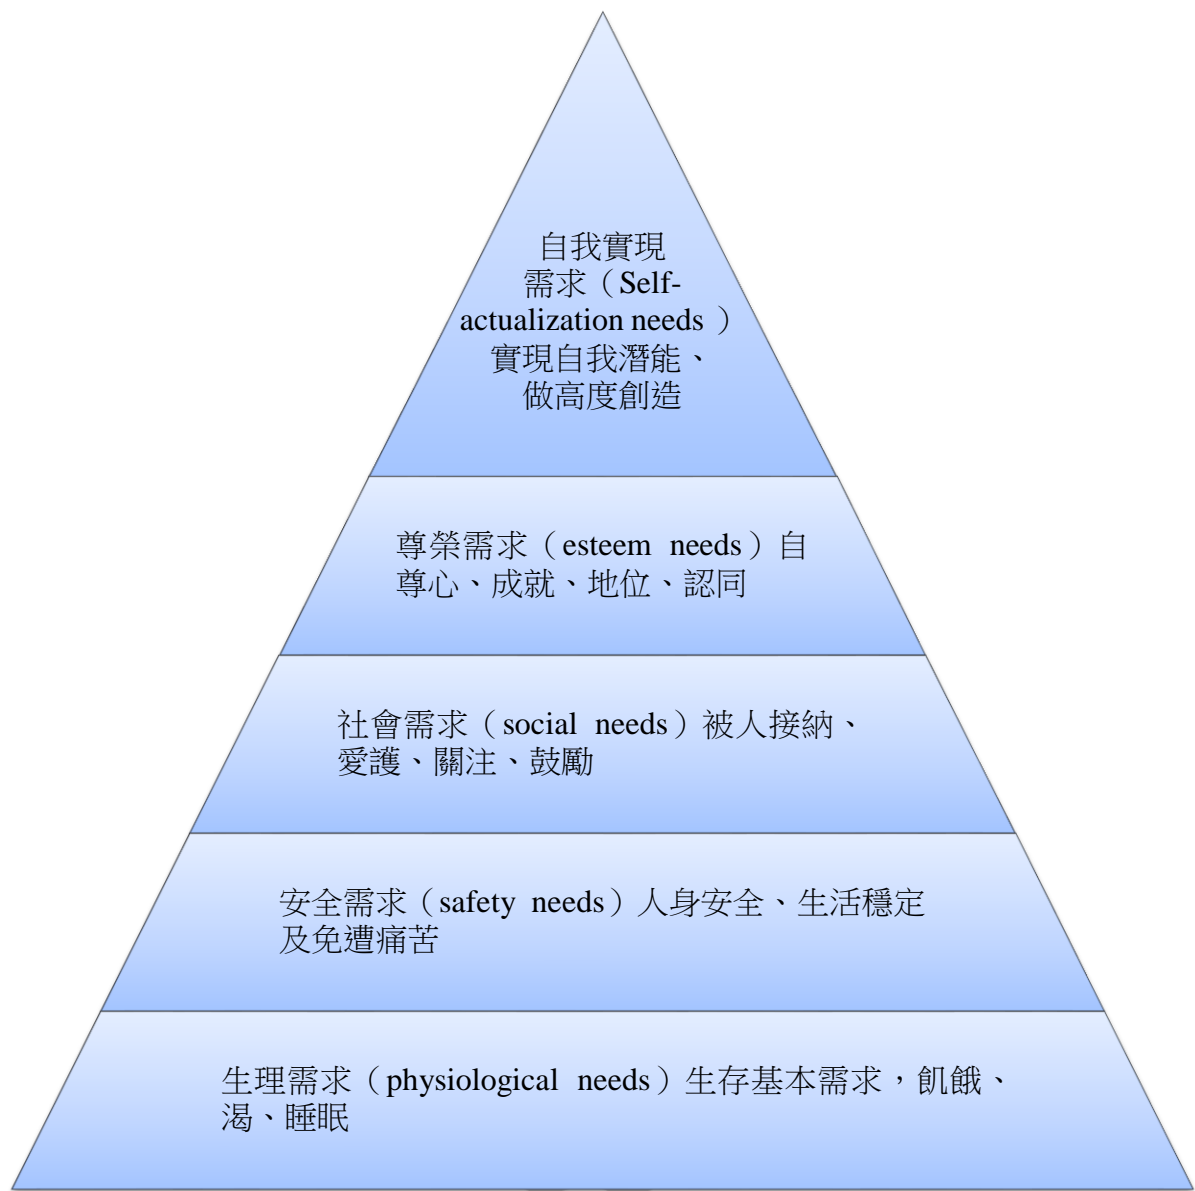 自我實現
需求（Self-
actualization needs ）
實現自我潛能、
做高度創造
尊榮需求（esteem needs）自
尊心、成就、地位、認同
社會需求（social needs）被人接納、
愛護、關注、鼓勵
安全需求（safety needs）人身安全、生活穩定
及免遭痛苦
生理需求（physiological needs）生存基本需求，飢餓、
渴、睡眠